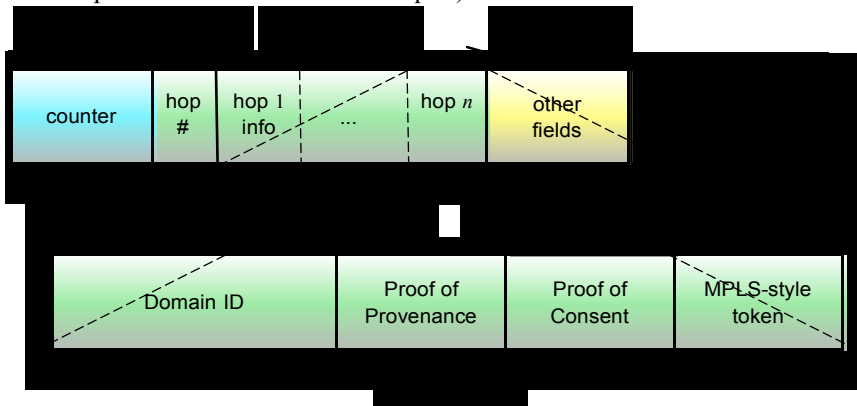 counter
hop
#
hop 1
info
...
hop n
other
fields
Domain ID
Proof of
Provenance
Proof of
Consent
MPLS-style
token